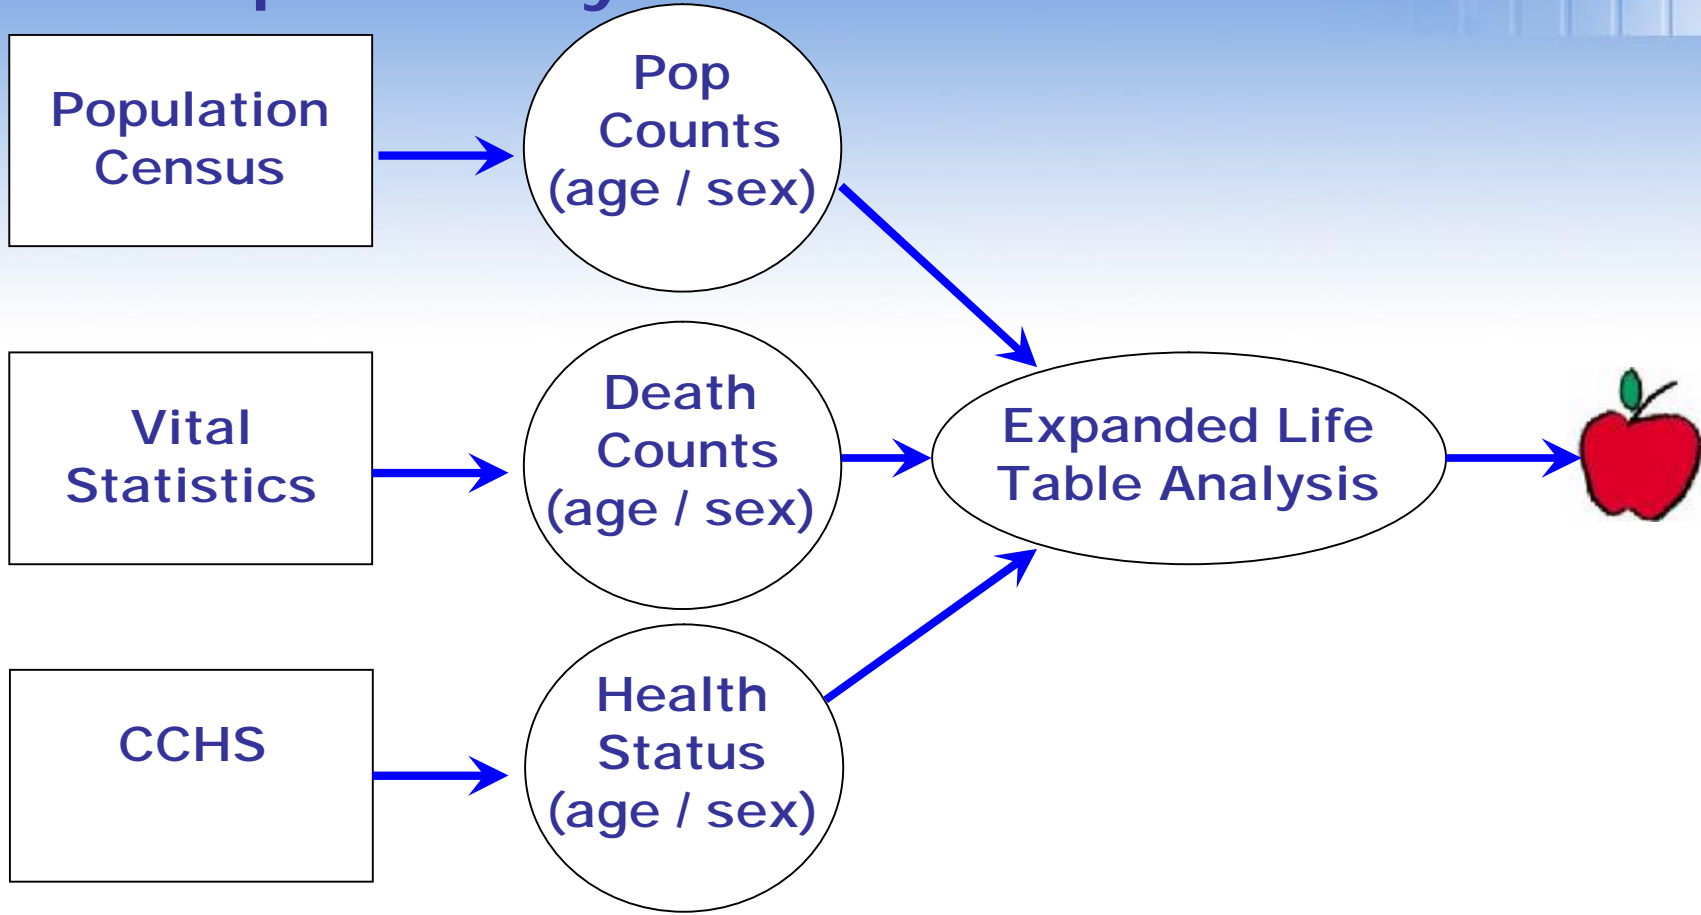 Population
Census
Pop
Counts
(age / sex)
Vital
Statistics
Death
Counts
(age / sex)
Expanded Life
Table Analysis
CCHS
Health
Status
(age / sex)